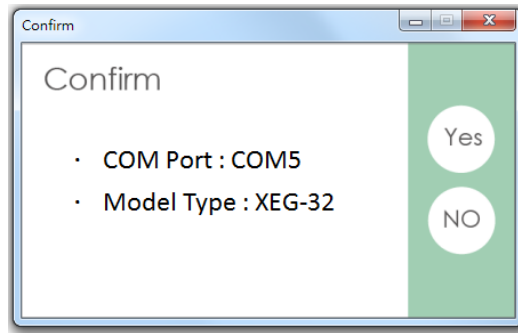 Confirm
Confirm
· COM Port : COM5
· Model Type : XEG-32
Yes
NO